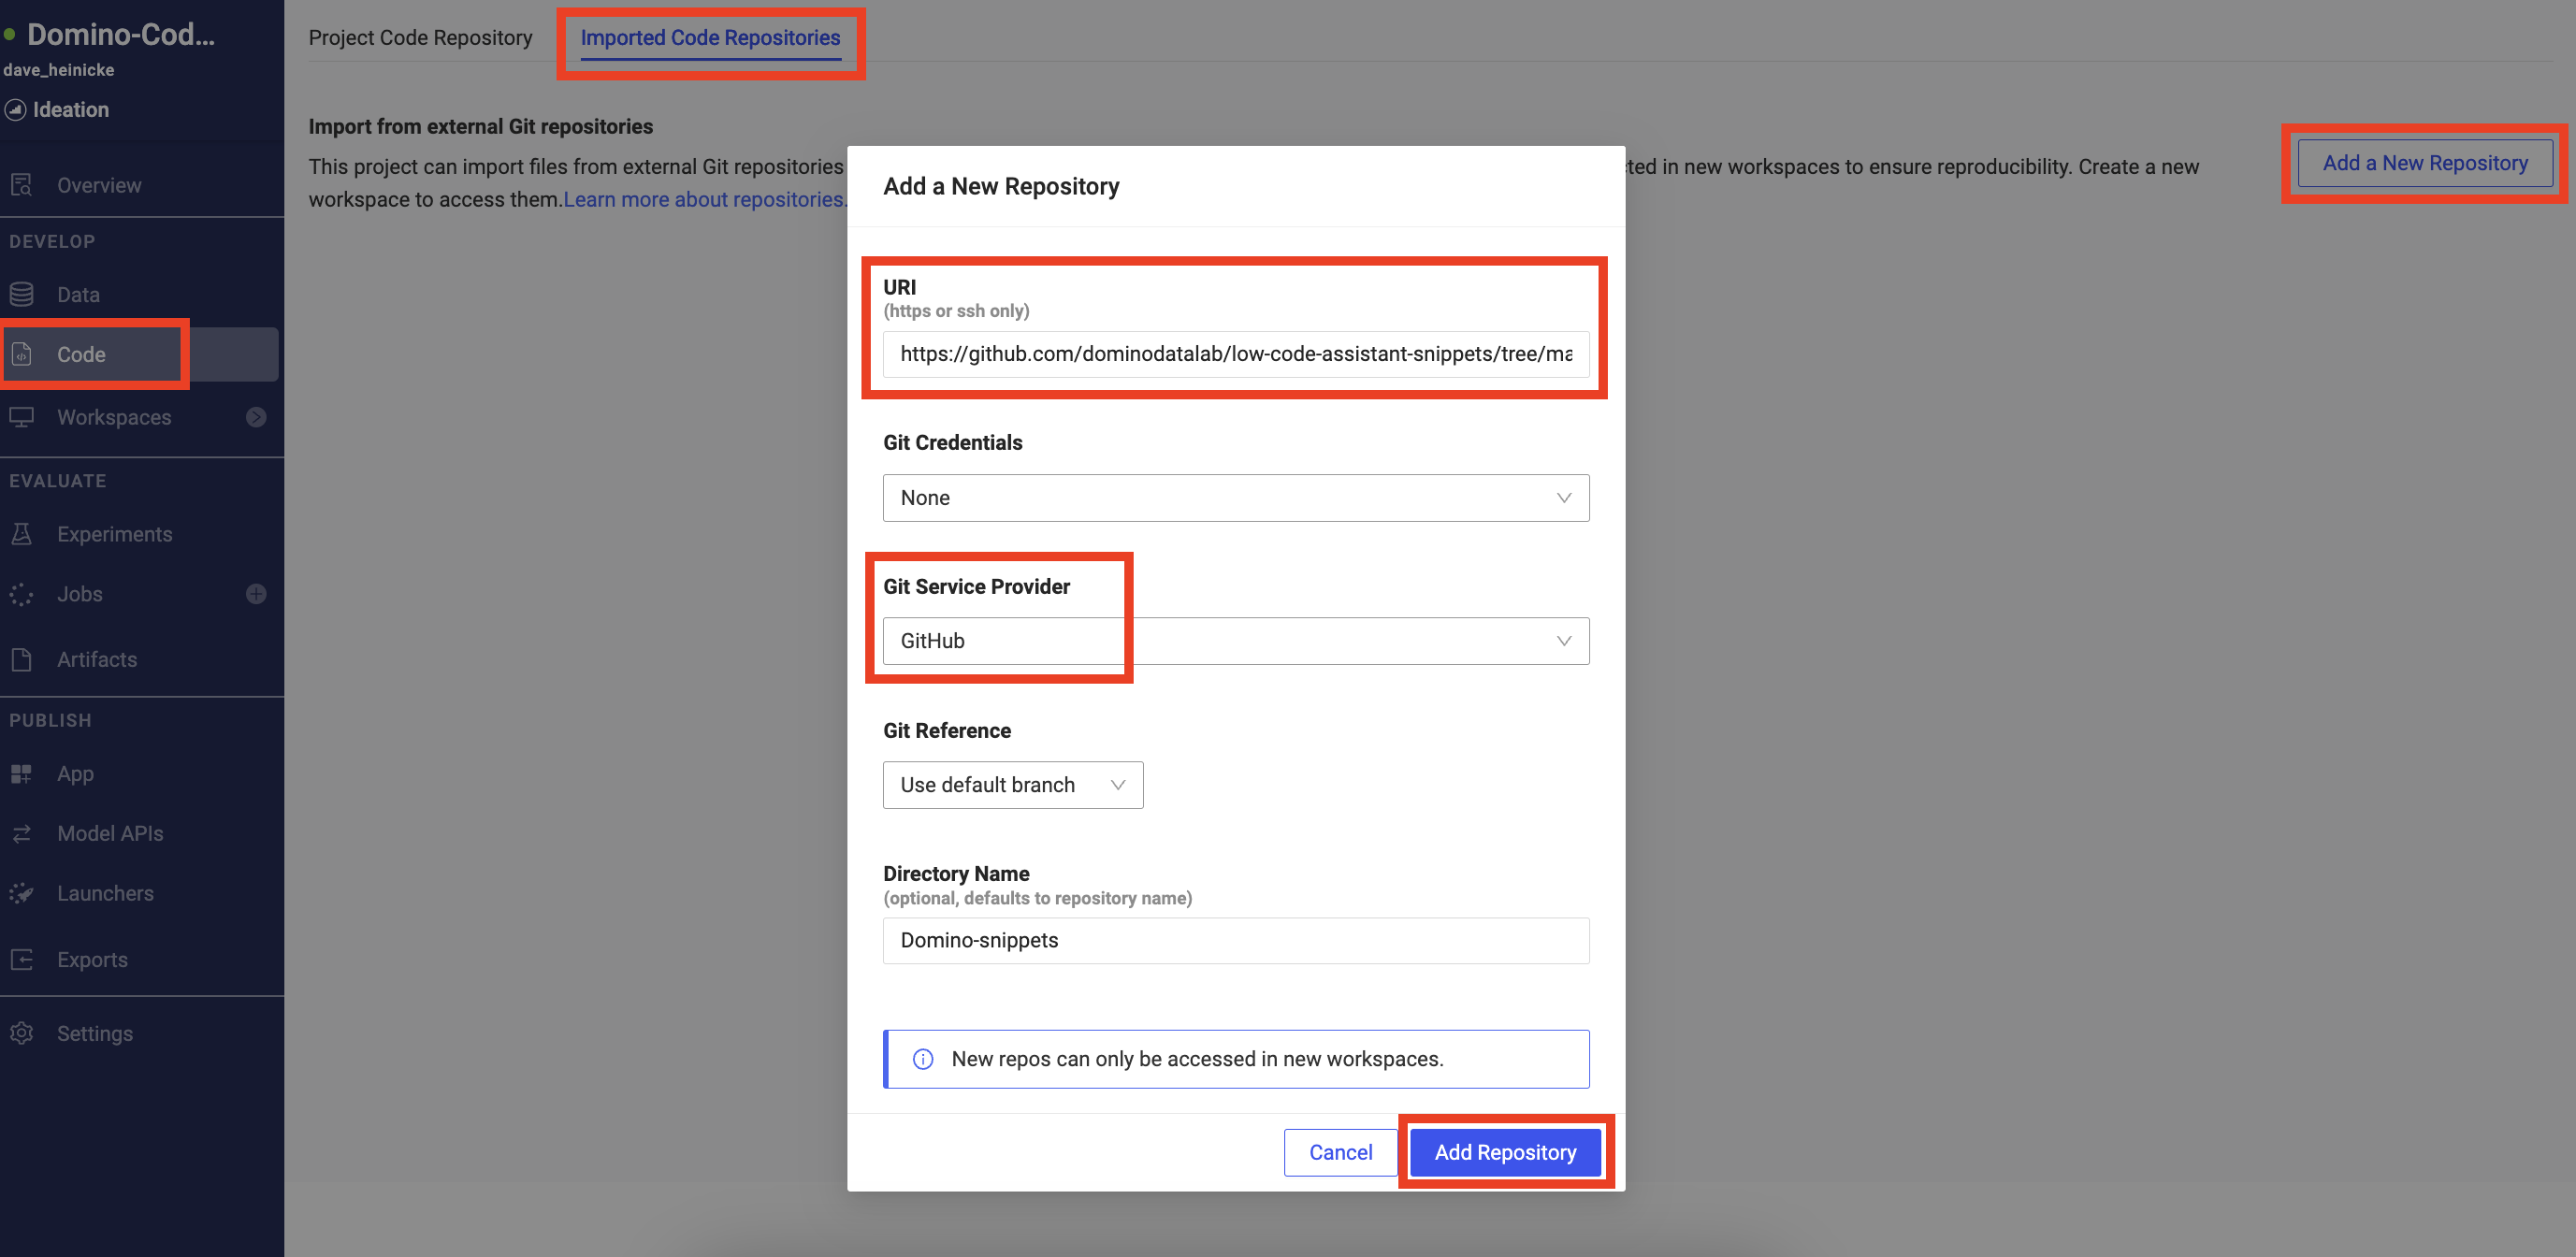 Domino-Cod...
dave_heinicke
Ideation
Overview
DEVELOP
Data
Code
Workspaces
EVALUATE
Experiments
Jobs
Artifacts
PUBLISH
App
Model APIs
Launchers
Exports
Settings
Project Code Repository
Imported Code Repositories
Import from external Git repositories
This project can import files from external Git repositories
in new workspaces to ensure reproducibility. Create a new
workspace to access them.Learn more about repositories.
Add a New Repository
Add a New Repository
URI
(https or ssh only)
https://github.com/dominodatalab/low-code-assistant-snippets/tree/ma
Git Credentials
None
Git Service Provider
GitHub
Git Reference
Use default branch
Directory Name
(optional, defaults to repository name)
Domino-snippets
New repos can only be accessed in new workspaces.
Cancel
Add Repository